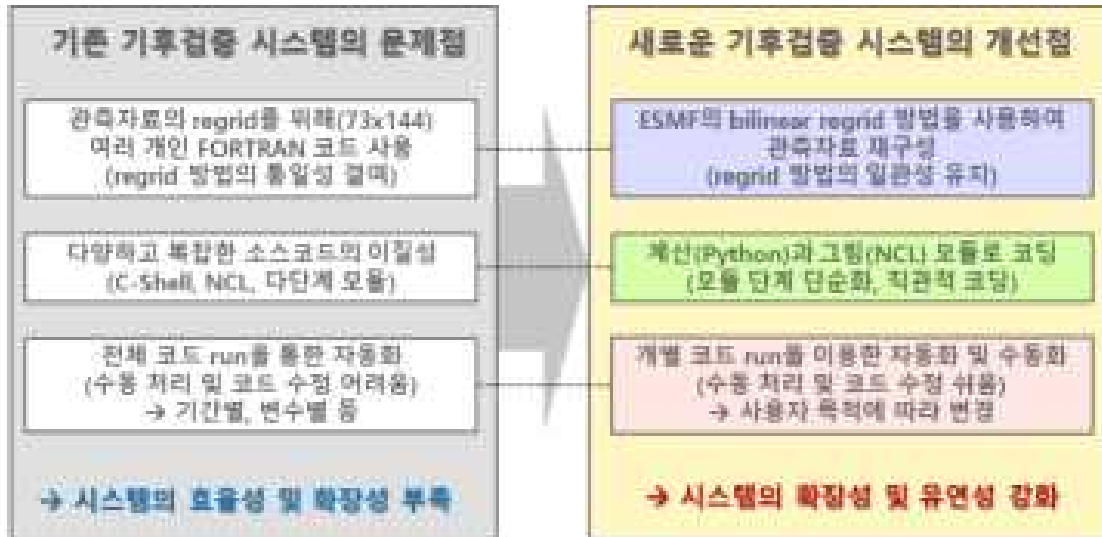 기존 기후검증 시스템의 문제점
관측자료의 regrid를 위해(73x144)
여러 개인 FORTRAN 코드 사용
(regrid 방법의 통일성 결여)
다양하고 복잡한 소스코드의 이질성
(C-Shell, NCL, 다단계 모듈)
전체 코드 run을 통한 자동화
(수동 처리 및 코드 수정 어려움)
→ 기간별, 변수별 등
→ 시스템의 효율성 및 확장성 부족
새로운 기후검증 시스템의 개선점
ESMF의 bilinear regrid 방법을 사용하여
관측자료 재구성
(regrid 방법의 일관성 유지)
계산(Python)과 그림(NCL) 모듈로 코딩
(모듈 단계 단순화, 직관적 코딩)
개별 코드 run을 이용한 자동화 및 수동화
(수동 처리 및 코드 수정 쉬움)
→ 사용자 목적에 따라 변경
→ 시스템의 확장성 및 유연성 강화